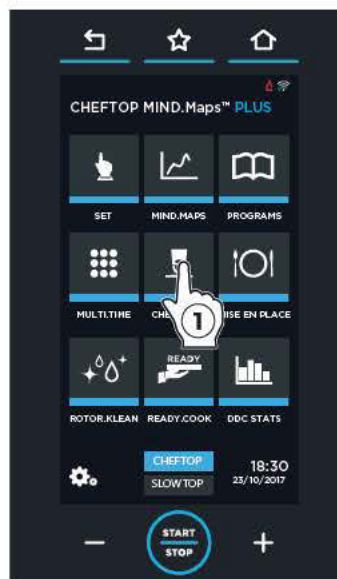 CHEFTOP MIND.Maps™ PLUS
SET
MIND.MAPS
PROGRAMS
MULTI.TIME
1
EN PLACE
READY
ROTOR.KLEAN
READY.COOK
DDC STATS
CHEFTOP
18:30
SLOWTOP
23/10/2017
START
STOP